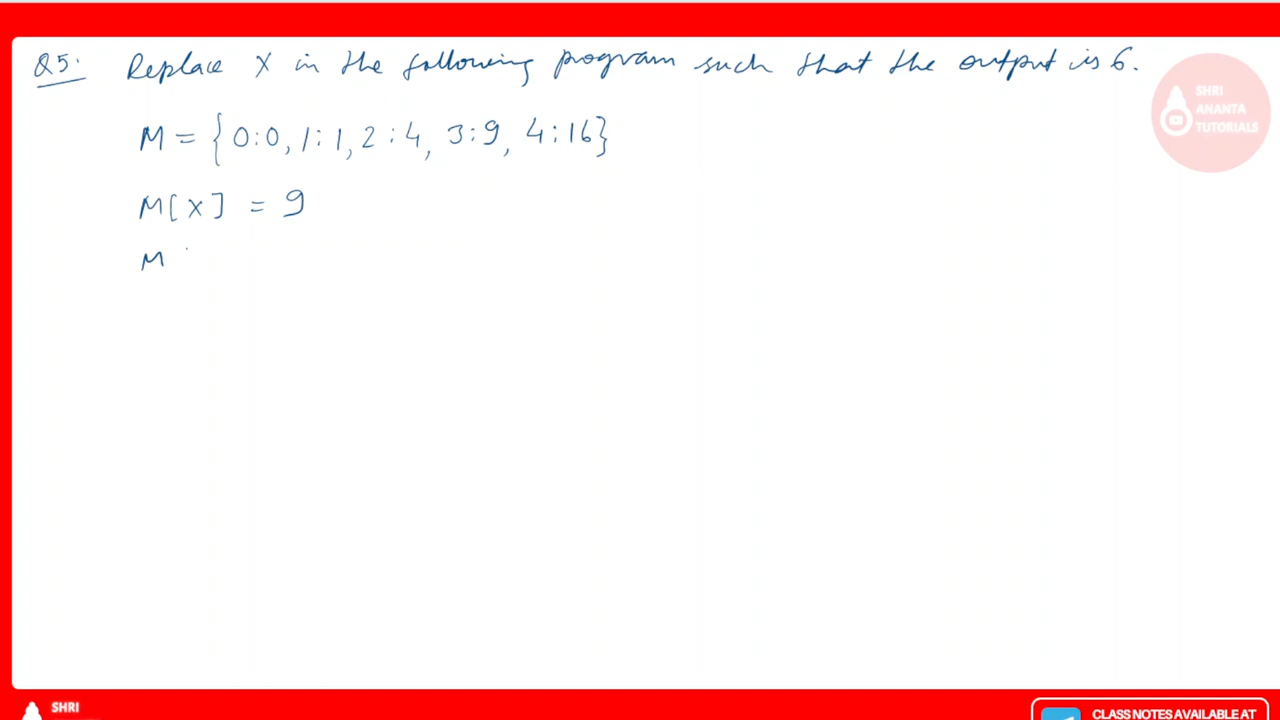 Q5. Replace X in the following program such that the output is 6.
M = {0:0, 1:1, 2:4, 3:9, 4:16}
M[X] = 9
M
SHRI
ANANTA
TUTORIALS
SHRI
CLASS NOTES AVAILABLE AT